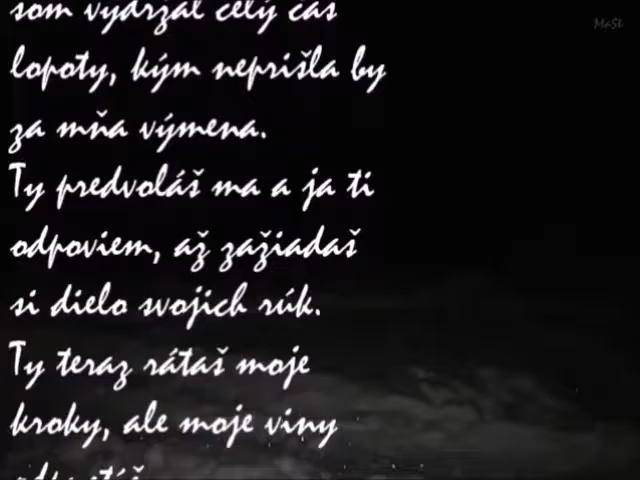 som vydržal celý čas
MaSt
lopoty, kým neprišla by
za mňa výmena.
Ty predvoláš ma a ja ti
odpoviem, až zažiadaš
si dielo svojich rúk.
Ty teraz rátaš moje
kroky, ale moje viny